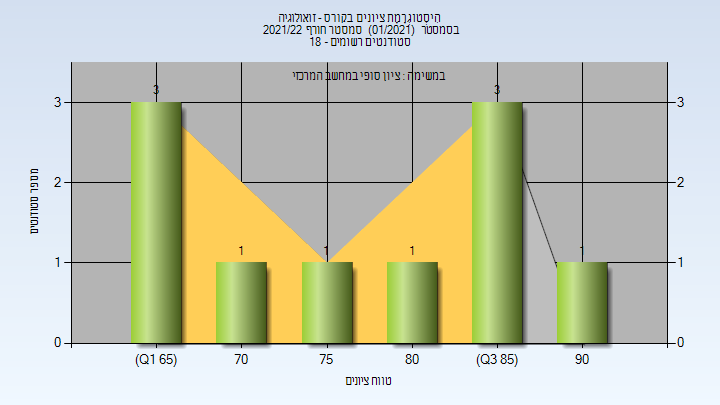 היסטוגרמת ציונים בקורס - זואולוגיה
בסמסטר (01/2021) סמסטר חורף 2021/22
סטודנטים רשומים - 18
במשימה : ציון סופי במחשב המרכזי
3
3
1
1
1
1
3
2
1
0
3
2
1
0
מספר סטודנטים
(Q1 65)
70
75
80
(Q3 85)
90
טווח ציונים